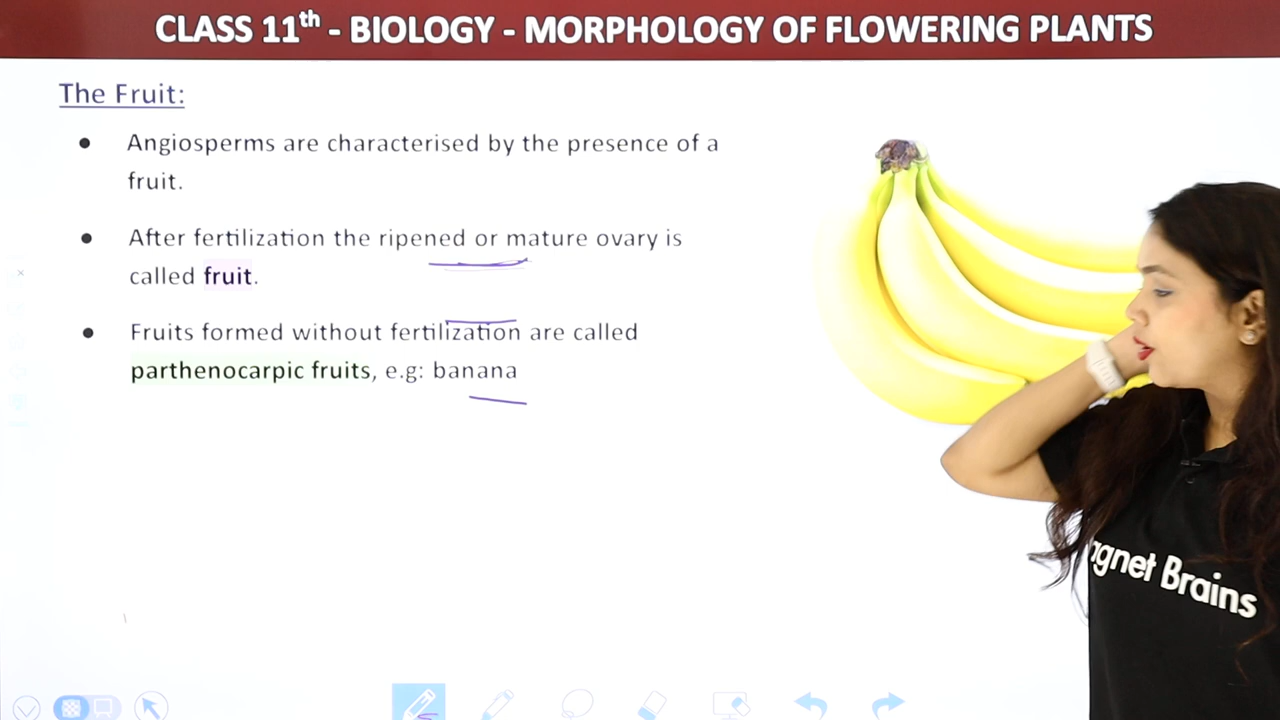 CLASS 11th - BIOLOGY - MORPHOLOGY OF FLOWERING PLANTS
The Fruit:
● Angiosperms are characterised by the presence of a
fruit.
● After fertilization the ripened or mature ovary is
called fruit.
● Fruits formed without fertilization are called
parthenocarpic fruits, e.g: banana
agnet Brains